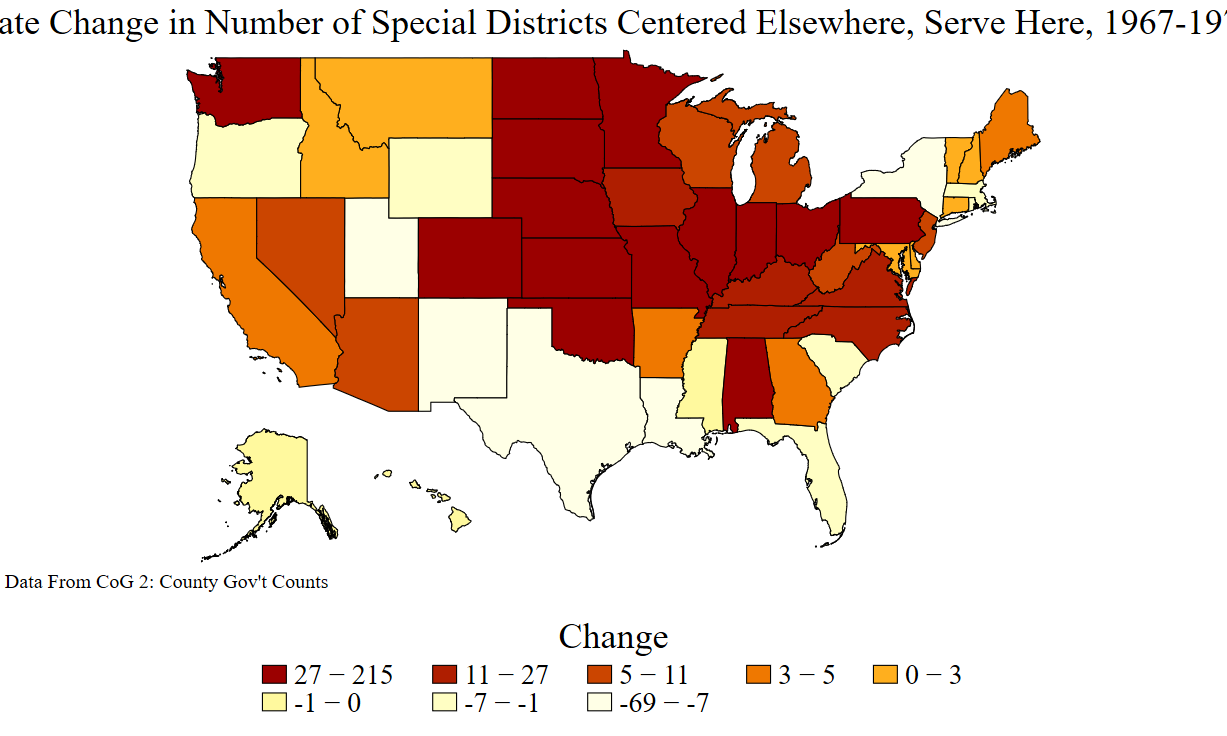 ate Change in Number of Special Districts Centered Elsewhere, Serve Here, 1967-19
Data From CoG 2: County Gov't Counts
Change
27 − 215 11 − 27 5 − 11 3 − 5 0 − 3
-1 − 0 -7 − -1 -69 − -7